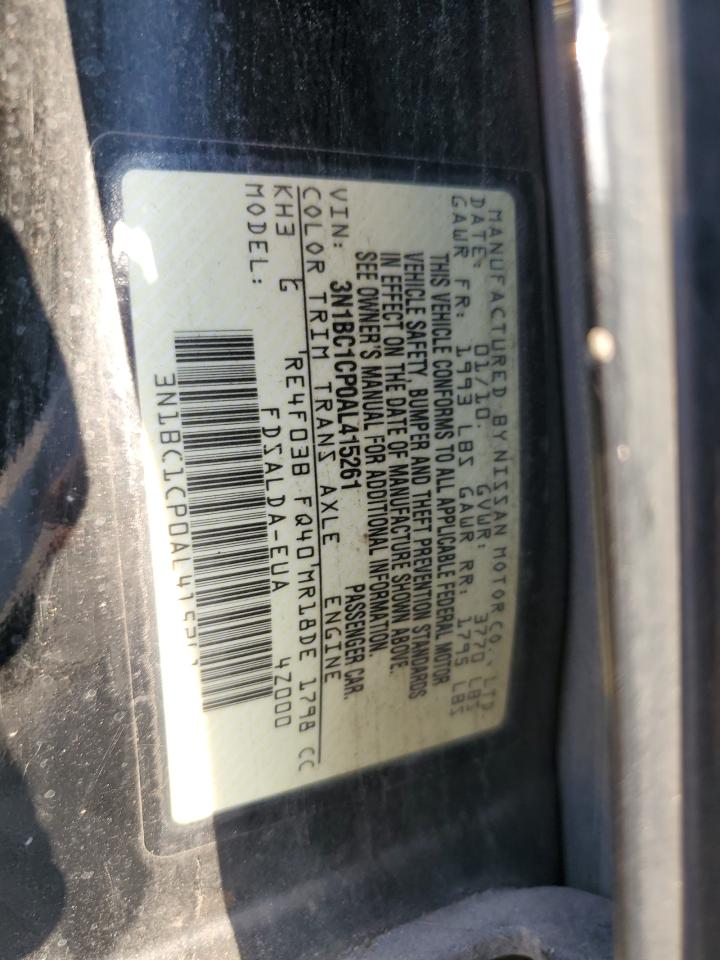 MANUFACTURED BY NISSAN MOTOR CO., LTD.
DATE: 01/10 GVWR: 3770 LBS
GAWR FR: 1993 LBS GAWR RR: 1795 LBS
THIS VEHICLE CONFORMS TO ALL APPLICABLE FEDERAL MOTOR
VEHICLE SAFETY, BUMPER AND THEFT PREVENTION STANDARDS
IN EFFECT ON THE DATE OF MANUFACTURE SHOWN ABOVE.
SEE OWNER'S MANUAL FOR ADDITIONAL INFORMATION.
VIN: 3N1BC1CP0AL415261 PASSENGER CAR.
COLOR TRIM TRANS AXLE ENGINE
KH3 G RE4F03B FQ40 MR18DE 1798 CC
MODEL: FDSALDA-EUA 4Z000
3N1BC1CP0AL415261